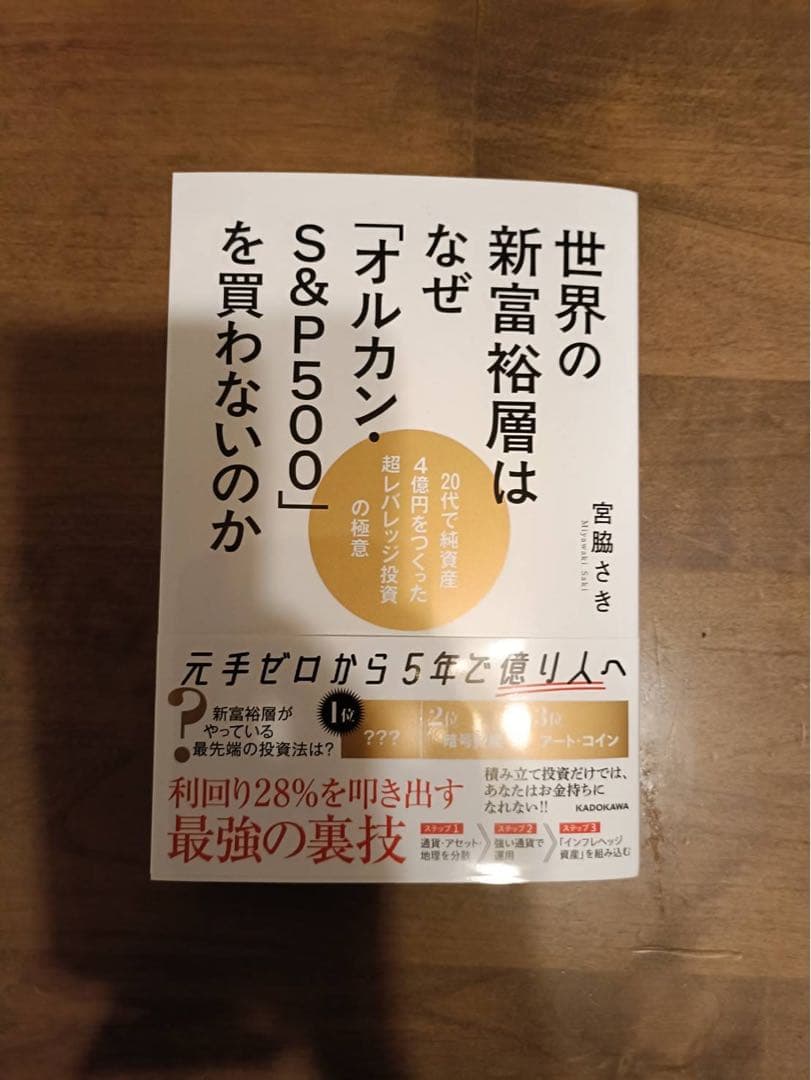 世界の
新富裕層は
なぜ
「オルカン・
S&P500」
を買わないのか
20代で純資産
4億円をつくった
超レバレッジ投資
の極意
宮脇さき
Miyawaki Saki
元手ゼロから5年で億り人へ
?
新富裕層が
やっている
最先端の投資法は?
1位
???
2位
暗号
3位
アート・コイン
利回り28%を叩き出す
最強の裏技
積み立て投資だけでは、
あなたはお金持ちに
なれない!!
KADOKAWA
ステップ1
通貨・アセット・
地理を分散
ステップ2
強い通貨で
運用
ステップ3
「インフレヘッジ
資産」を組み込む